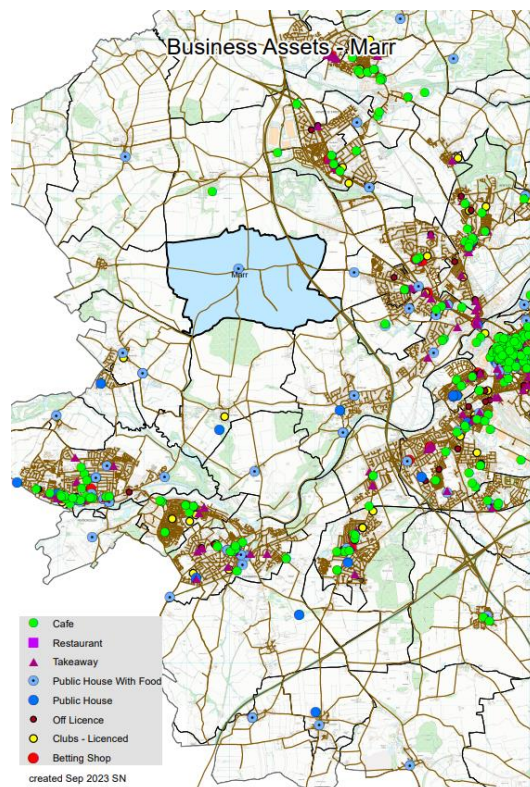 Business Assets - Marr
Marr
Cafe
Restaurant
Takeaway
Public House With Food
Public House
Off Licence
Clubs - Licenced
Betting Shop
created Sep 2023 SN